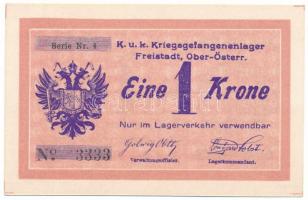 Serie Nr. 4
K. u. k. Kriegsgefangenenlager
Freistadt, Ober-Österr.
Eine 1 Krone
Nur im Lagerverkehr verwendbar
Verwaltungsoffizier.
Lagerkommandant.
No. 3333